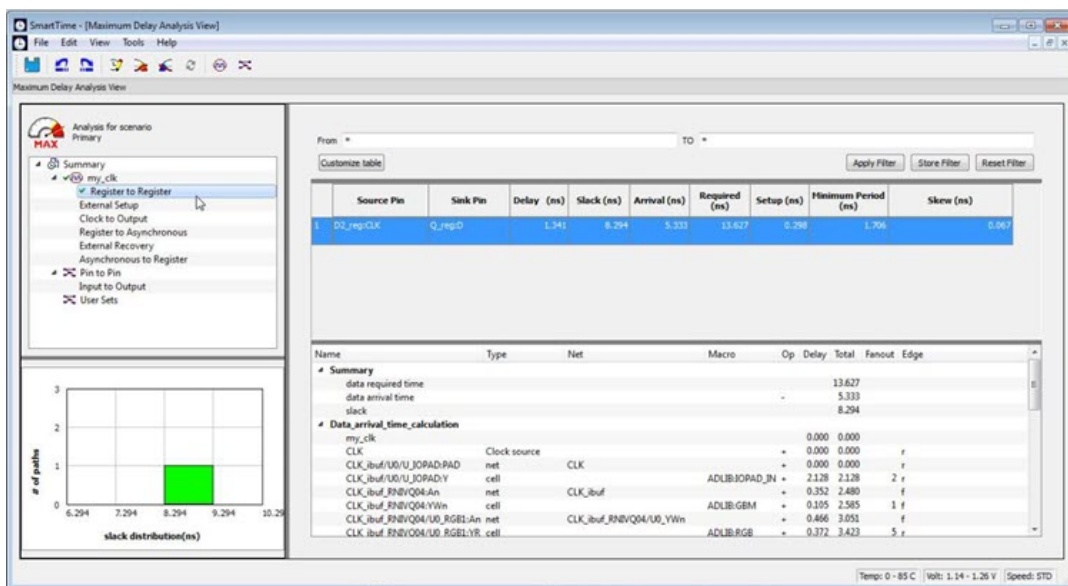 SmartTime - [Maximum Delay Analysis View]
File Edit View Tools Help
Maximum Delay Analysis View
Analysis for scenario
Primary
MAX
Summary
my_clk
Register to Register
External Setup
Clock to Output
Register to Asynchronous
External Recovery
Asynchronous to Register
Pin to Pin
Input to Output
User Sets
From * TO *
Customize table Apply Filter Store Filter Reset Filter
Source Pin Sink Pin Delay (ns) Slack (ns) Arrival (ns) Required (ns) Setup (ns) Minimum Period (ns) Skew (ns)
1 D2_reg:CLK Q_reg:D 1.341 8.294 5.333 13.627 0.298 1.706 0.067
Name Type Net Macro Op Delay Total Fanout Edge
Summary
data required time 13.627
data arrival time - 5.333
slack 8.294
Data_arrival_time_calculation
my_clk 0.000 0.000
CLK Clock source + 0.000 0.000 r
CLK_ibuf/U0/U_IOPAD:PAD net CLK + 0.000 0.000 r
CLK_ibuf/U0/U_IOPAD:Y cell ADLIB:IOPAD_IN + 2.128 2.128 2 r
CLK_ibuf_RNIVQ04:An net CLK_ibuf + 0.352 2.480 f
CLK_ibuf_RNIVQ04:YWn cell ADLIB:GBM + 0.105 2.585 1 f
CLK_ibuf_RNIVQ04/U0_RGB1:An net CLK_ibuf_RNIVQ04/U0_YWn + 0.466 3.051 f
CLK_ibuf_RNIVQ04/U0_RGB1:YR cell ADLIB:RGB + 0.372 3.423 5 r
# of paths
3
2
1
0
6.294 7.294 8.294 9.294 10.29
slack distribution(ns)
Temp: 0 - 85 C Volt: 1.14 - 1.26 V Speed: STD